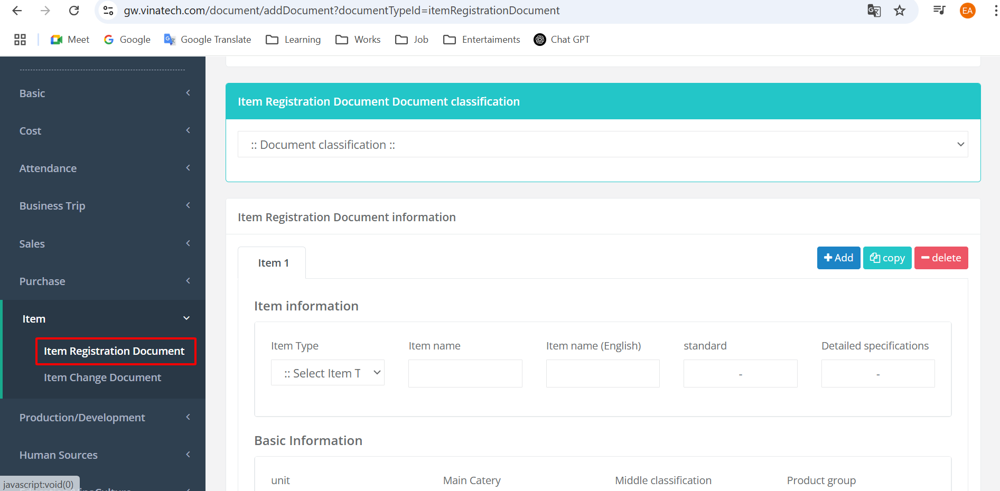 gw.vinatech.com/document/addDocument?documentTypeId=itemRegistrationDocument
EA
Meet
Google
Google Translate
Learning
Works
Job
Entertaiments
Chat GPT
Basic
Cost
Attendance
Business Trip
Sales
Purchase
Item
Item Registration Document
Item Change Document
Production/Development
Human Sources
javascript:void(0)
Item Registration Document Document classification
:: Document classification ::
Item Registration Document information
Item 1
Add
copy
delete
Item information
Item Type
Item name
Item name (English)
standard
Detailed specifications
:: Select Item T
-
-
Basic Information
unit
Main Catery
Middle classification
Product group